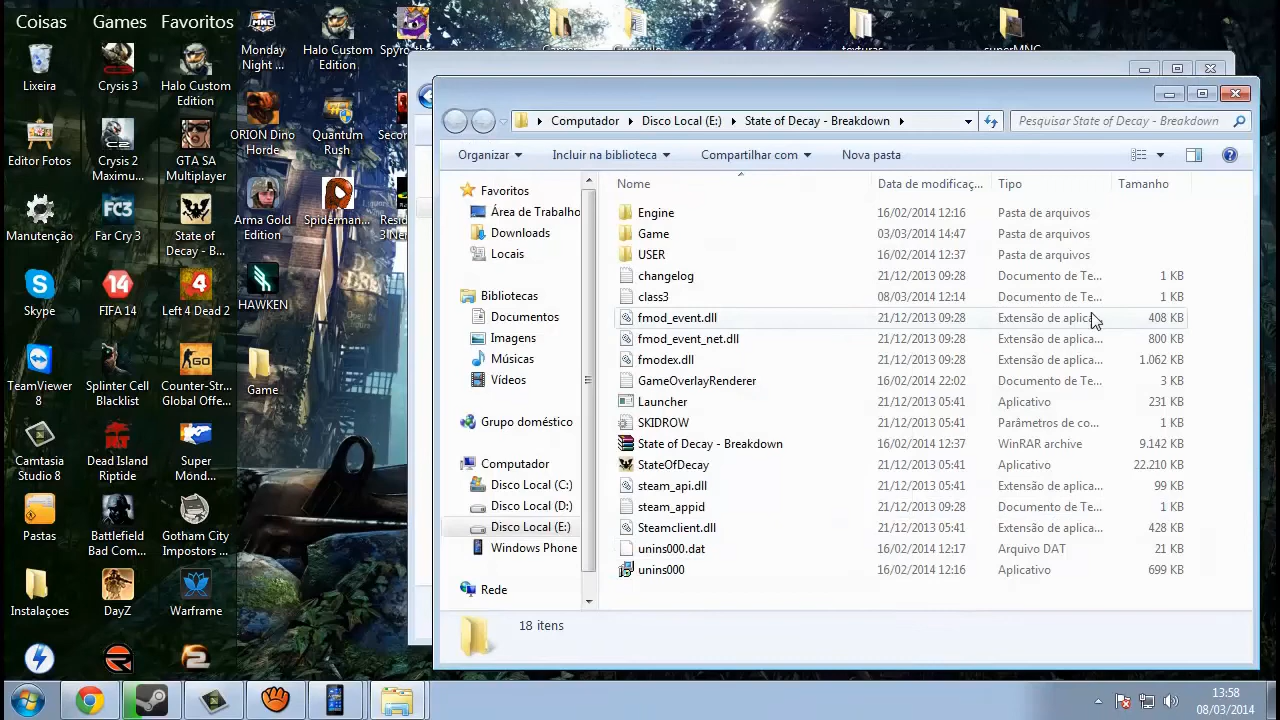 Coisas Games Favoritos
Lixeira
Crysis 3
Halo Custom
Edition
Editor Fotos
Crysis 2
Maximu...
GTA SA
Multiplayer
Manutenção
Far Cry 3
State of
Decay - B...
Skype
FIFA 14
Left 4 Dead 2
TeamViewer
8
Splinter Cell
Blacklist
Counter-Str...
Global Offe...
Camtasia
Studio 8
Dead Island
Riptide
Super
Mond...
Pastas
Battlefield
Bad Com...
Gotham City
Impostors ...
Instalaçoes
DayZ
Warframe
Monday
Night ...
Halo Custom
Edition
ORION Dino
Horde
Quantum
Rush
Arma Gold
Edition
Spiderman...
HAWKEN
Game
texturas
superMNC
Computador
Disco Local (E:)
State of Decay - Breakdown
Pesquisar State of Decay - Breakdown
Organizar
Incluir na biblioteca
Compartilhar com
Nova pasta
Favoritos
Área de Trabalho
Downloads
Locais
Bibliotecas
Documentos
Imagens
Músicas
Vídeos
Grupo doméstico
Computador
Disco Local (C:)
Disco Local (D:)
Disco Local (E:)
Windows Phone
Rede
Nome Data de modificaç... Tipo Tamanho
Engine 16/02/2014 12:16 Pasta de arquivos
Game 03/03/2014 14:47 Pasta de arquivos
USER 16/02/2014 12:37 Pasta de arquivos
changelog 21/12/2013 09:28 Documento de Te... 1 KB
class3 08/03/2014 12:14 Documento de Te... 1 KB
fmod_event.dll 21/12/2013 09:28 Extensão de aplica... 408 KB
fmod_event_net.dll 21/12/2013 09:28 Extensão de aplica... 800 KB
fmodex.dll 21/12/2013 09:28 Extensão de aplica... 1.062 KB
GameOverlayRenderer 16/02/2014 22:02 Documento de Te... 3 KB
Launcher 21/12/2013 05:41 Aplicativo 231 KB
SKIDROW 21/12/2013 05:41 Parâmetros de co... 1 KB
State of Decay - Breakdown 16/02/2014 12:37 WinRAR archive 9.142 KB
StateOfDecay 21/12/2013 05:41 Aplicativo 22.210 KB
steam_api.dll 21/12/2013 05:41 Extensão de aplica... 99 KB
steam_appid 21/12/2013 09:28 Documento de Te... 1 KB
Steamclient.dll 21/12/2013 05:41 Extensão de aplica... 428 KB
unins000.dat 16/02/2014 12:17 Arquivo DAT 21 KB
unins000 16/02/2014 12:16 Aplicativo 699 KB
18 itens
13:58
08/03/2014